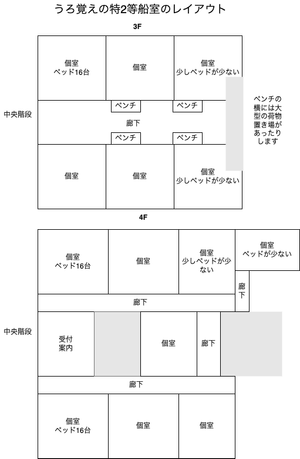 うろ覚えの特2等船室のレイアウト
3F
個室
ベッド16台
個室
個室
少しベッドが少ない
ベンチ
ベンチ
中央階段
廊下
ベンチの
横には大
型の荷物
置き場が
あったり
します
ベンチ
ベンチ
個室
個室
個室
少しベッドが少ない
4F
個室
ベッド16台
個室
個室
少しベッドが少
ない
個室
ベッドが少ない
廊
下
廊下
中央階段
受付
案内
個室
廊下
廊下
個室
ベッド16台
個室
個室